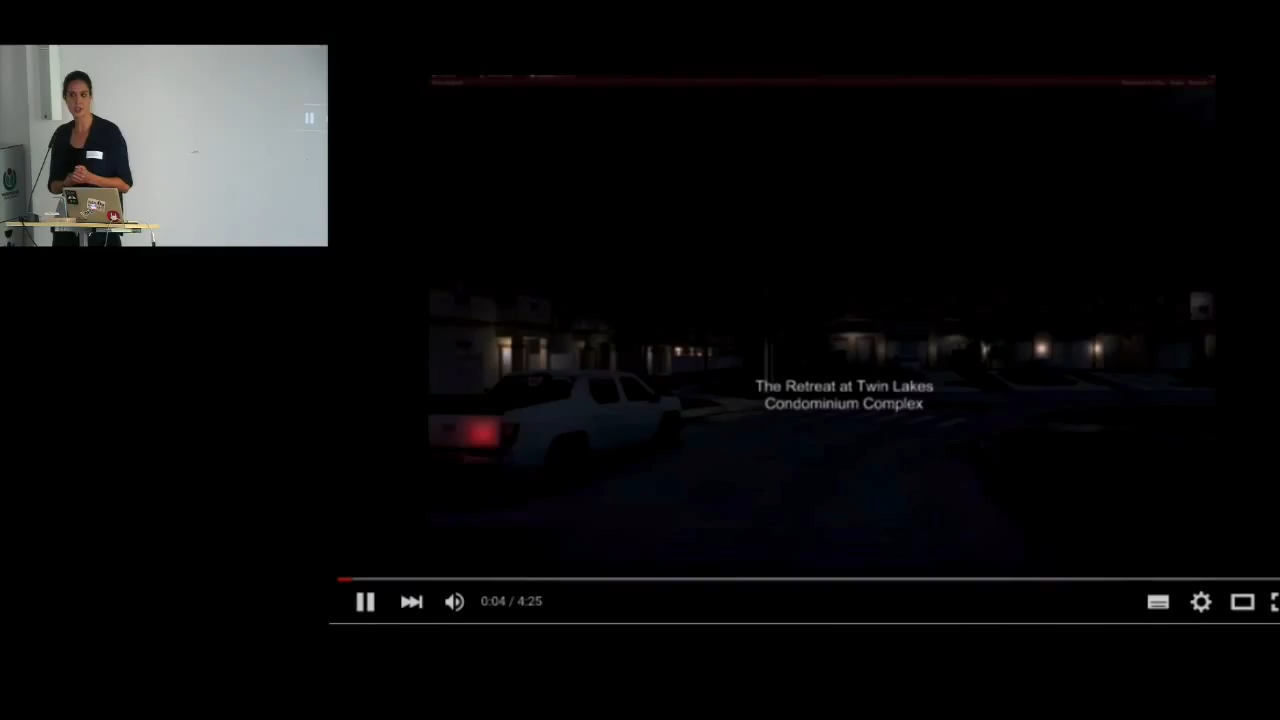 The Retreat at Twin Lakes
Condominium Complex
0:04 / 4:25